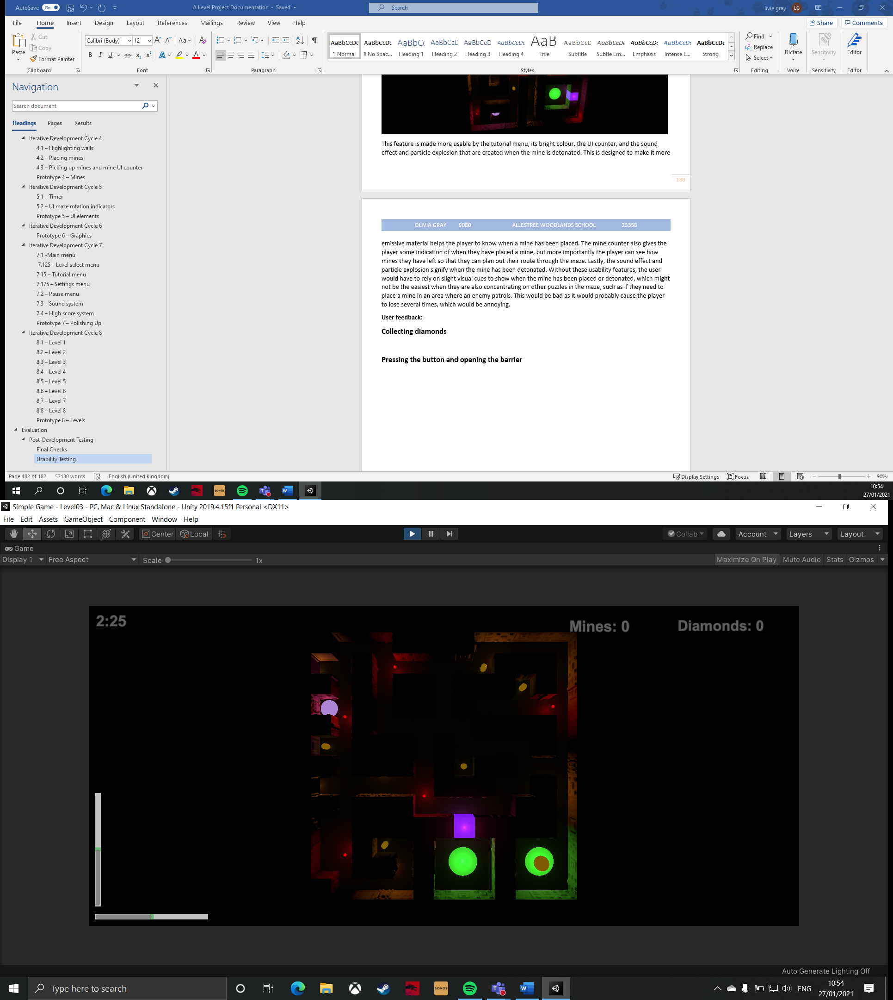 AutoSave On A Level Project Documentation - Saved Search livie gray LG
File Home Insert Design Layout References Mailings Review View Help Share Comments
Paste Cut Copy Format Painter
Calibri (Body) 12 Aa
B I U ab x₂ x² A A
AaBbCcDc AaBbCcDc AaBbCc AaBbCcD AaBbCcD AaBbCcDc AaB AaBbCcD AaBbCcDc AaBbCcDc AaBbCcDc AaBbCcDc
¶ Normal ¶ No Spac... Heading 1 Heading 2 Heading 3 Heading 4 Title Subtitle Subtle Em... Emphasis Intense E... Strong
Find Replace Select Dictate Sensitivity Editor
Clipboard Font Paragraph Styles Editing Voice Sensitivity Editor
Navigation
Search document
Headings Pages Results
Iterative Development Cycle 4
4.1 – Highlighting walls
4.2 – Placing mines
4.3 – Picking up mines and mine UI counter
Prototype 4 – Mines
Iterative Development Cycle 5
5.1 – Timer
5.2 – UI maze rotation indicators
Prototype 5 – UI elements
Iterative Development Cycle 6
Prototype 6 – Graphics
Iterative Development Cycle 7
7.1 -Main menu
7.125 – Level select menu
7.15 – Tutorial menu
7.175 – Settings menu
7.2 – Pause menu
7.3 – Sound system
7.4 – High score system
Prototype 7 – Polishing Up
Iterative Development Cycle 8
8.1 – Level 1
8.2 – Level 2
8.3 – Level 3
8.4 – Level 4
8.5 – Level 5
8.6 – Level 6
8.7 – Level 7
8.8 – Level 8
Prototype 8 – Levels
Evaluation
Post-Development Testing
Final Checks
Usability Testing
This feature is made more usable by the tutorial menu, its bright colour, the UI counter, and the sound
effect and particle explosion that are created when the mine is detonated. This is designed to make it more
180
OLIVIA GRAY 9080 ALLESTREE WOODLANDS SCHOOL 23358
emissive material helps the player to know when a mine has been placed. The mine counter also gives the
player some indication of when they have placed a mine, but more importantly the player can see how
mines they have left so that they can plan out their route through the maze. Lastly, the sound effect and
particle explosion signify when the mine has been detonated. Without these usability features, the user
would have to rely on slight visual cues to show when the mine has been placed or detonated, which might
not be the easiest when they are also concentrating on other puzzles in the maze, such as if they need to
place a mine in an area where an enemy patrols. This would be bad as it would probably cause the player
to lose several times, which would be annoying.
User feedback:
Collecting diamonds
Pressing the button and opening the barrier
Page 182 of 182 57180 words English (United Kingdom) Display Settings Focus 90%
SONOS 10:54
27/01/2021
Simple Game - Level03 - PC, Mac & Linux Standalone - Unity 2019.4.15f1 Personal <DX11>
File Edit Assets GameObject Component Window Help
Center Local Collab Account Layers Layout
Game
Display 1 Free Aspect Scale 1x Maximize On Play Mute Audio Stats Gizmos
2:25 Mines: 0 Diamonds: 0
Auto Generate Lighting Off
Type here to search SONOS ENG 10:54
27/01/2021